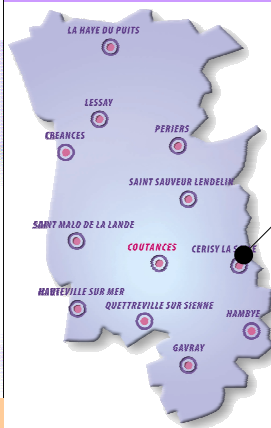 LA HAYE DU PUITS
LESSAY
CREANCES
PERIERS
SAINT SAUVEUR LENDELIN
SAINT MALO DE LA LANDE
COUTANCES
CERISY LA
HAUTEVILLE SUR MER
QUETTREVILLE SUR SIENNE
HAMBYE
GAVRAY